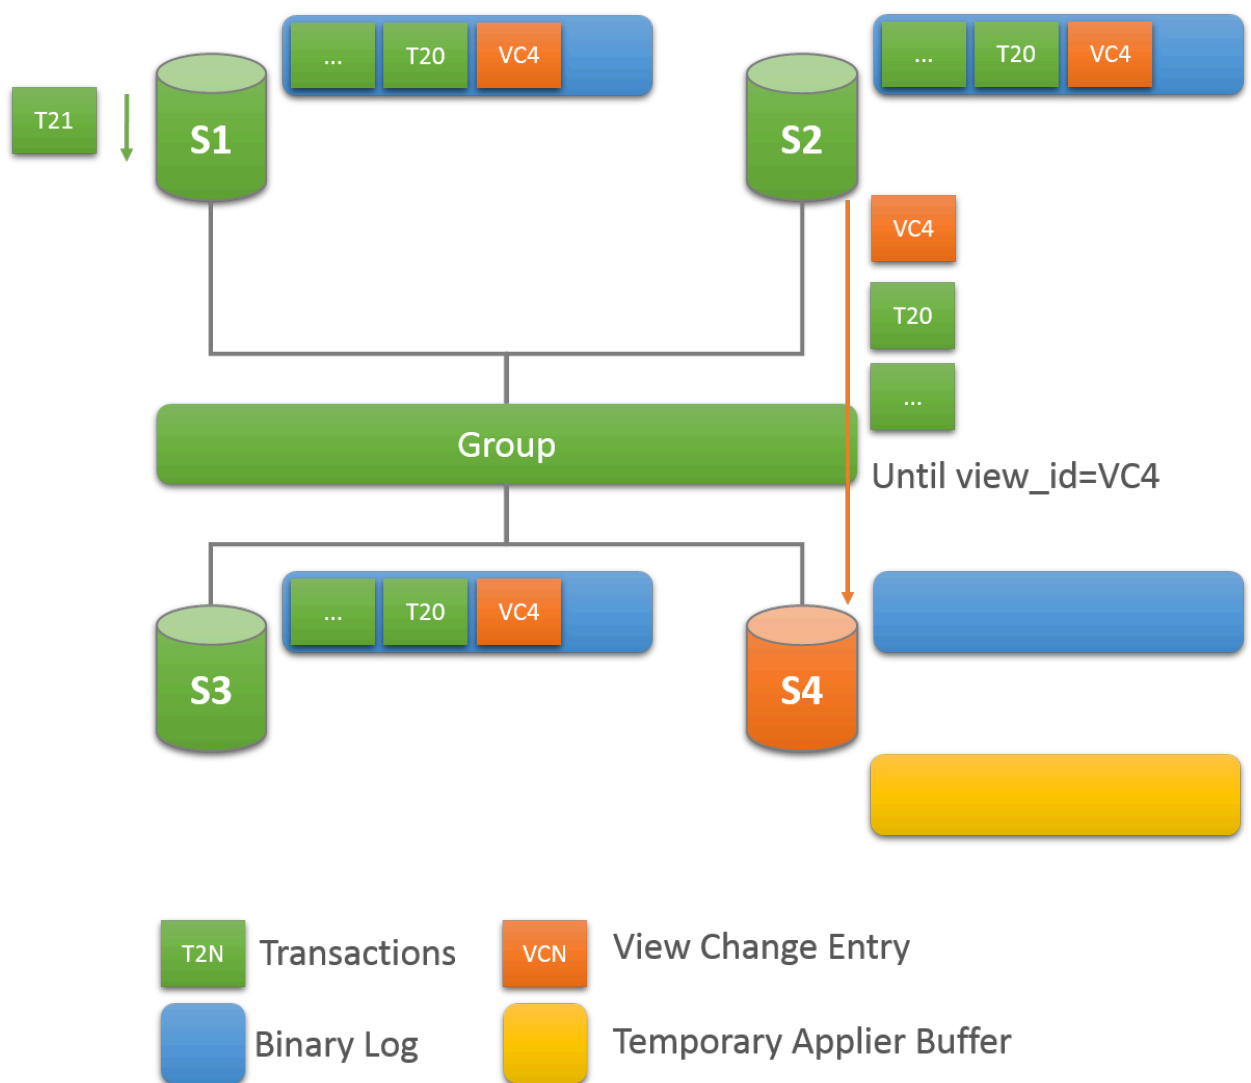 ... T20 VC4
... T20 VC4
T21
S1
S2
VC4
T20
...
Group
Until view_id=VC4
... T20 VC4
S3
S4
T2N Transactions
VCN View Change Entry
Binary Log
Temporary Applier Buffer